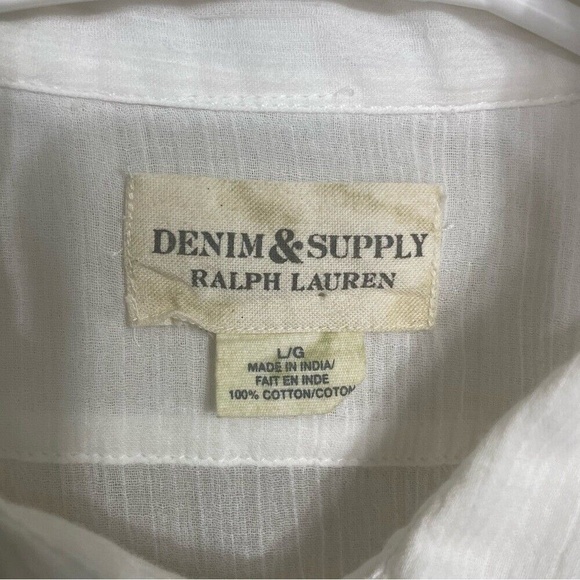 DENIM & SUPPLY
RALPH LAUREN
L/G
MADE IN INDIA/
FAIT EN INDE
100% COTTON/COTON